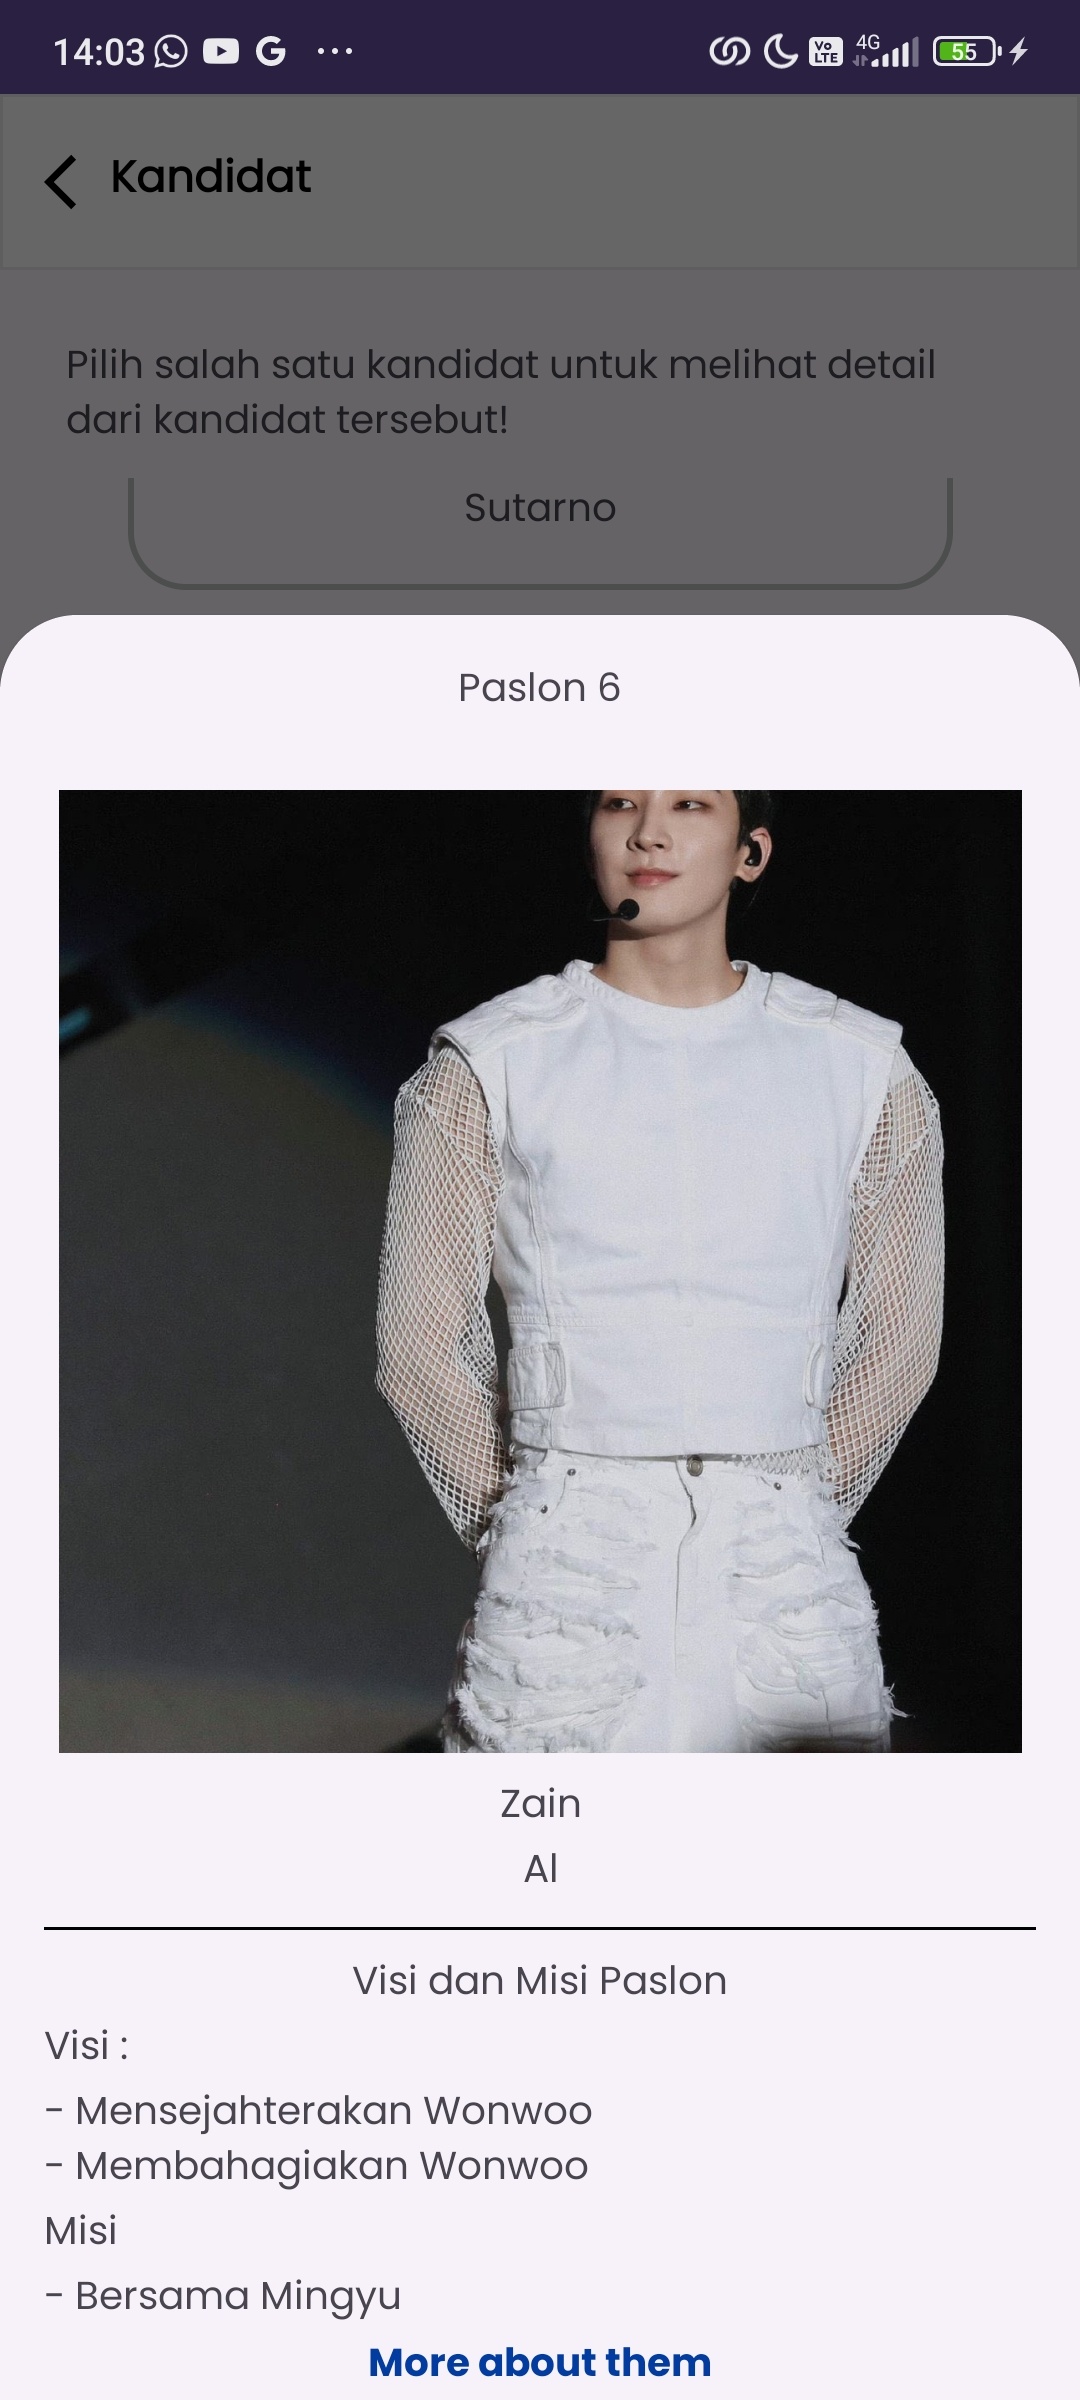 14:03
Vo
LTE
4G
55
Kandidat
Pilih salah satu kandidat untuk melihat detail
dari kandidat tersebut!
Sutarno
Paslon 6
Zain
Al
Visi dan Misi Paslon
Visi :
- Mensejahterakan Wonwoo
- Membahagiakan Wonwoo
Misi
- Bersama Mingyu
More about them